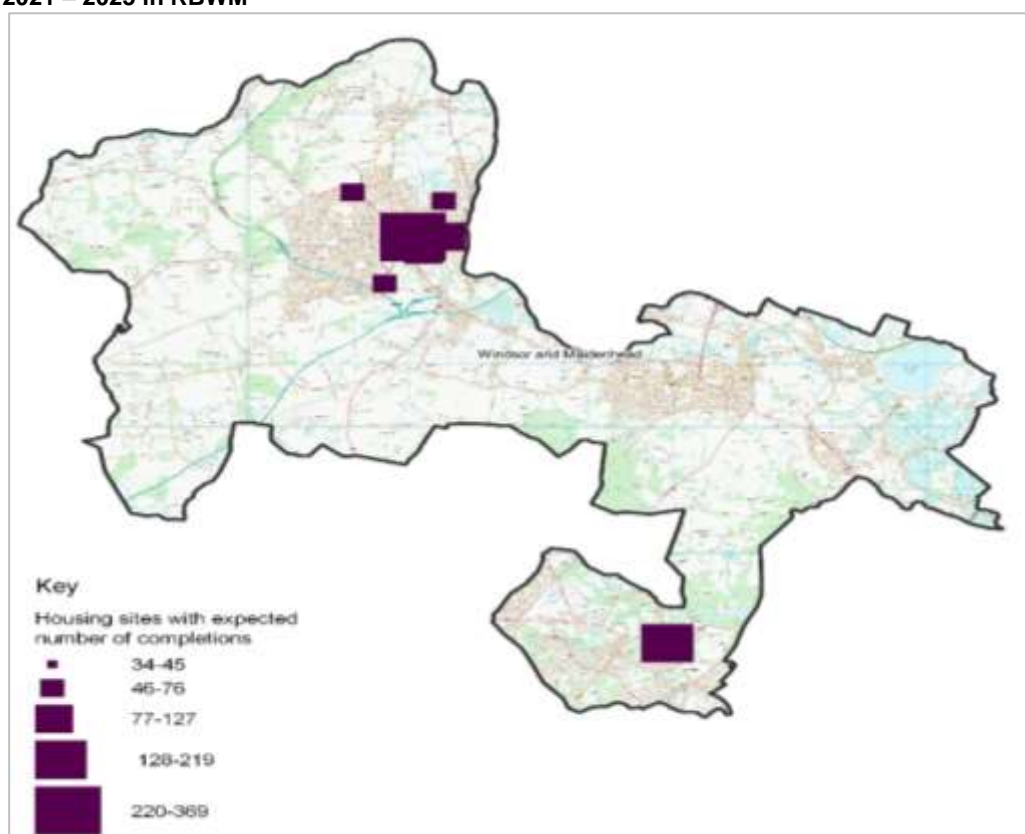 2021 – 2025 in RBWM
Windsor and Maidenhead
Key
Housing sites with expected
number of completions
34-45
46-76
77-127
128-219
220-369